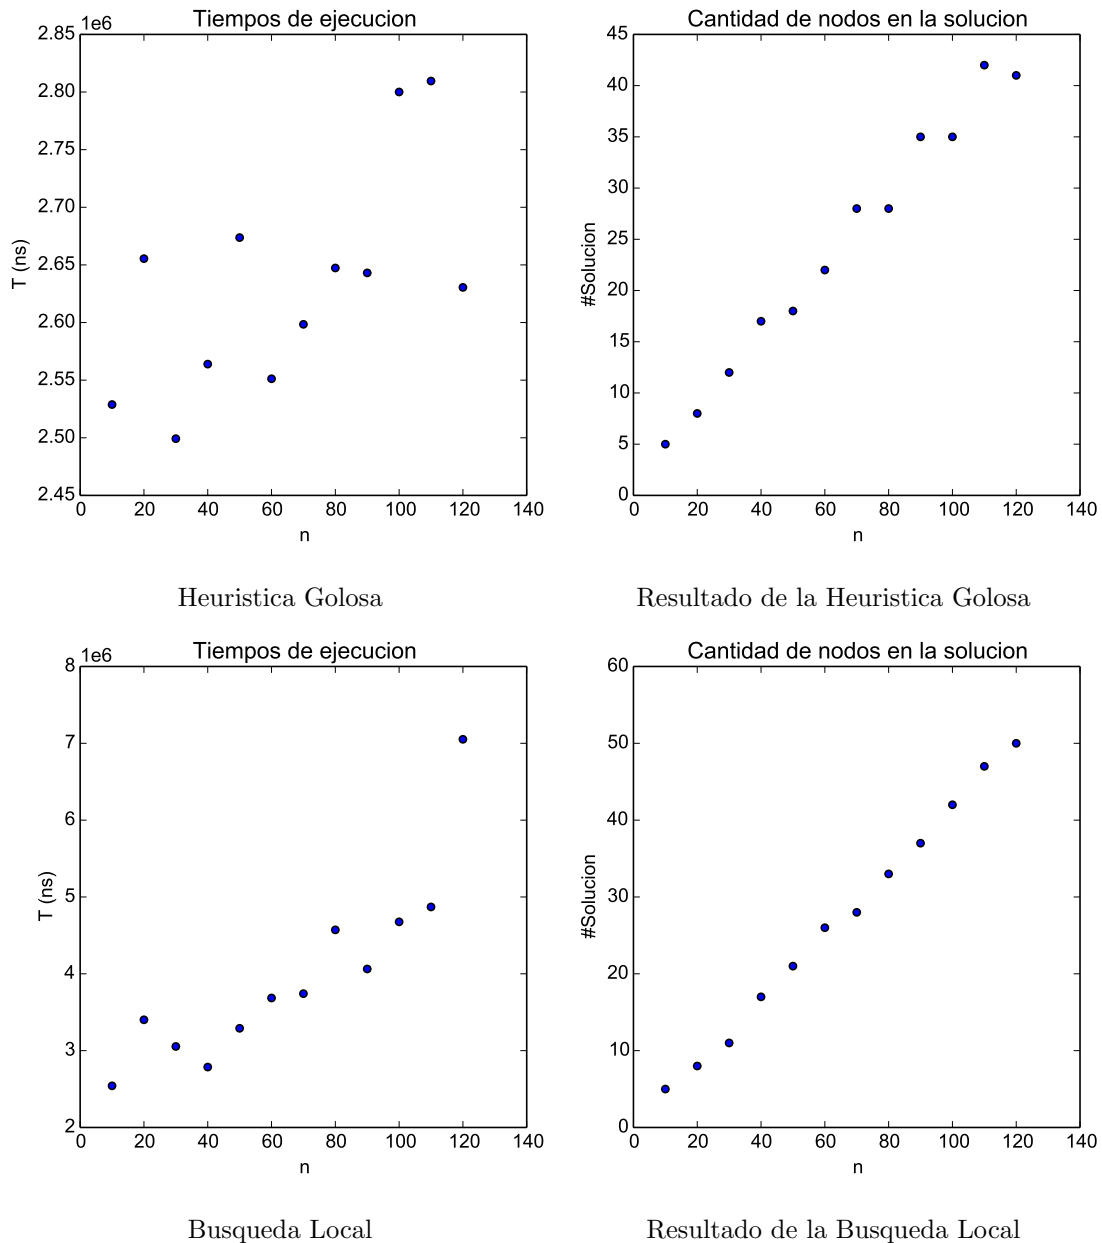 Tiempos de ejecucion
1e6
2.85
2.80
2.75
2.70
2.65
2.60
2.55
2.50
2.45
T (ns)
0 20 40 60 80 100 120 140
n
Heuristica Golosa
Cantidad de nodos en la solucion
45
40
35
30
25
20
15
10
5
0
#Solucion
0 20 40 60 80 100 120 140
n
Resultado de la Heuristica Golosa
Tiempos de ejecucion
1e6
8
7
6
5
4
3
2
T (ns)
0 20 40 60 80 100 120 140
n
Busqueda Local
Cantidad de nodos en la solucion
60
50
40
30
20
10
0
#Solucion
0 20 40 60 80 100 120 140
n
Resultado de la Busqueda Local